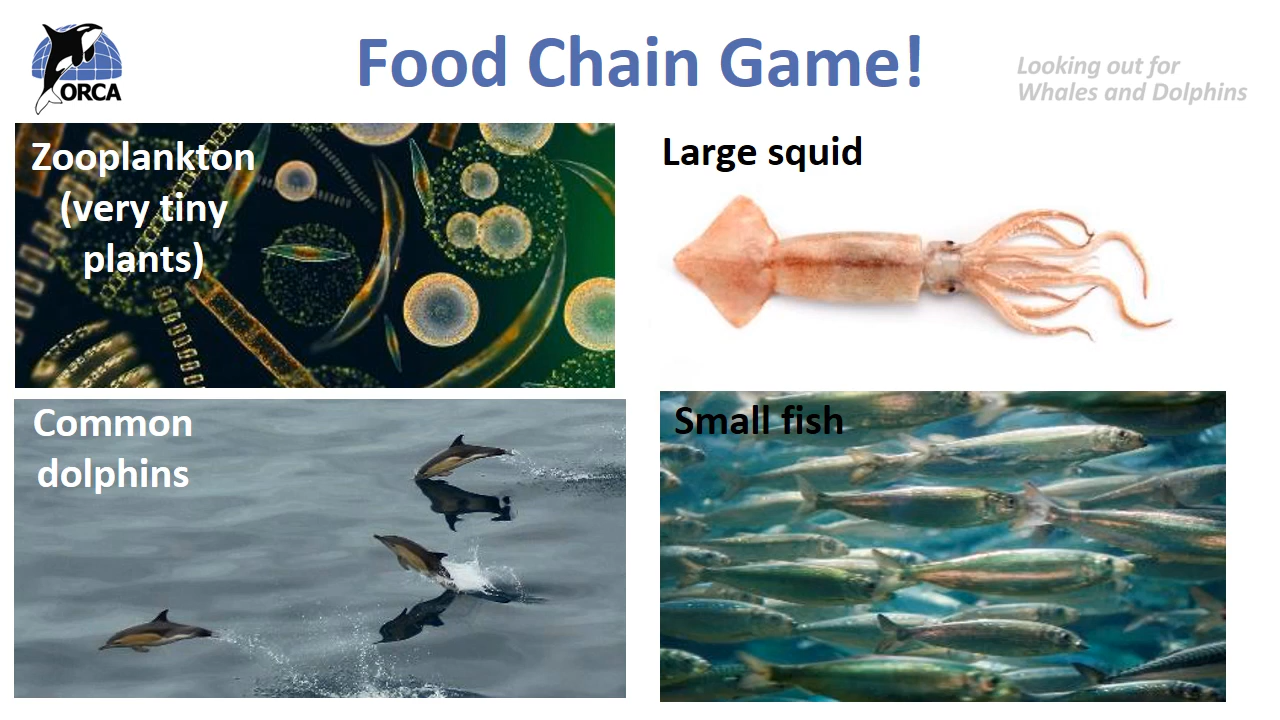 ORCA
Food Chain Game!
Looking out for
Whales and Dolphins
Zooplankton
(very tiny
plants)
Large squid
Common
dolphins
Small fish